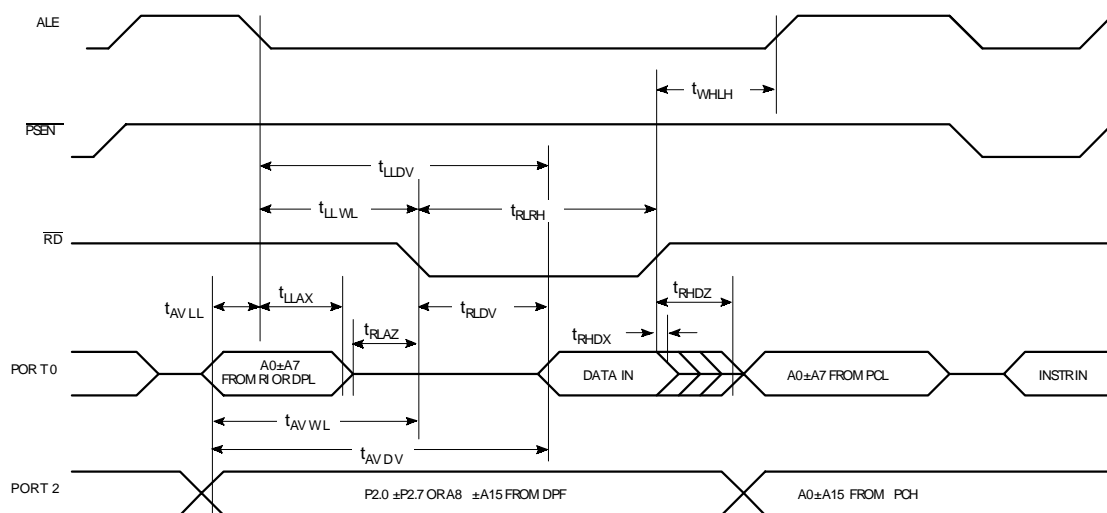 ALE
tWHLH
PSEN
tLLDV
tLLWL
tRLRH
RD
tAVLL
tLLAX
tRLDV
tRHDZ
tRLAZ
tRHDX
PORT 0
A0±A7
FROM RI OR DPL
DATA IN
A0±A7 FROM PCL
INSTR IN
tAVWL
tAVDV
PORT 2
P2.0 ±P2.7 OR A8 ±A15 FROM DPF
A0±A15 FROM PCH